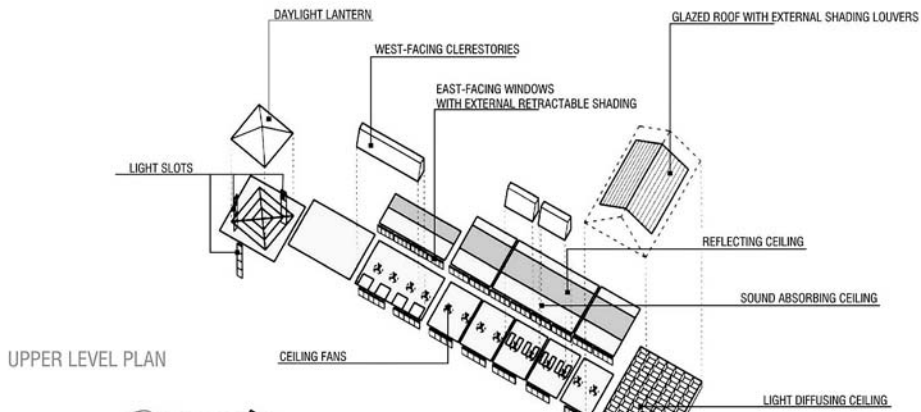 DAYLIGHT LANTERN
GLAZED ROOF WITH EXTERNAL SHADING LOUVERS
WEST-FACING CLERESTORIES
EAST-FACING WINDOWS
WITH EXTERNAL RETRACTABLE SHADING
LIGHT SLOTS
REFLECTING CEILING
SOUND ABSORBING CEILING
UPPER LEVEL PLAN
CEILING FANS
LIGHT DIFFUSING CEILING